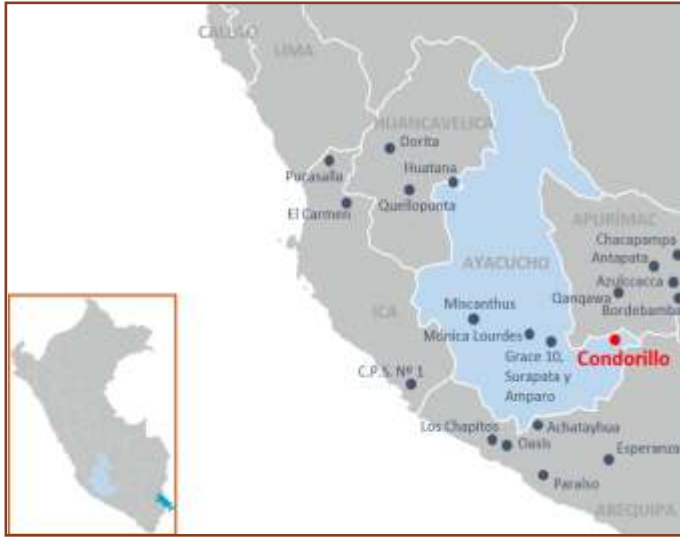 CALLAO
LIMA
HUANCAVELICA
Dorita
Pucasalla
Huatana
Quellopunta
El Carmen
APURÍMAC
Chacapampa
Antapata
AYACUCHO
Azulccacca
Qanqawa
Bordebamba
ICA
Miscanthus
Mónica Lourdes
Grace 10,
Surapata y
Amparo
Condorillo
C.P.S. Nº 1
Los Chapitos
Achatayhua
Oasis
Esperanza
Paraíso
AREQUIPA